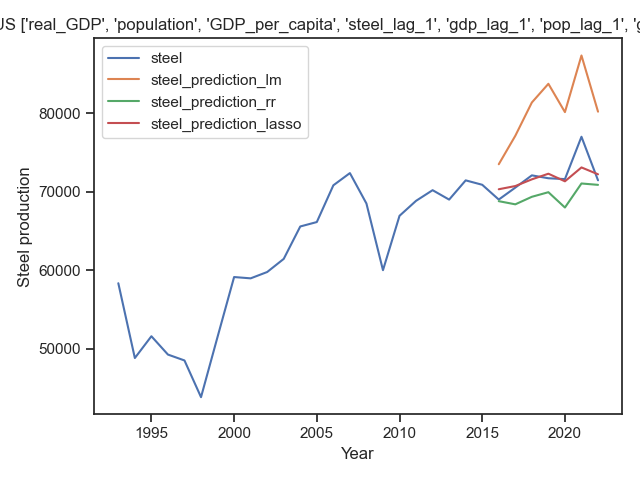 US ['real_GDP', 'population', 'GDP_per_capita', 'steel_lag_1', 'gdp_lag_1', 'pop_lag_1', 'g
steel
steel_prediction_lm
steel_prediction_rr
steel_prediction_lasso
80000
70000
60000
50000
Steel production
1995
2000
2005
2010
2015
2020
Year